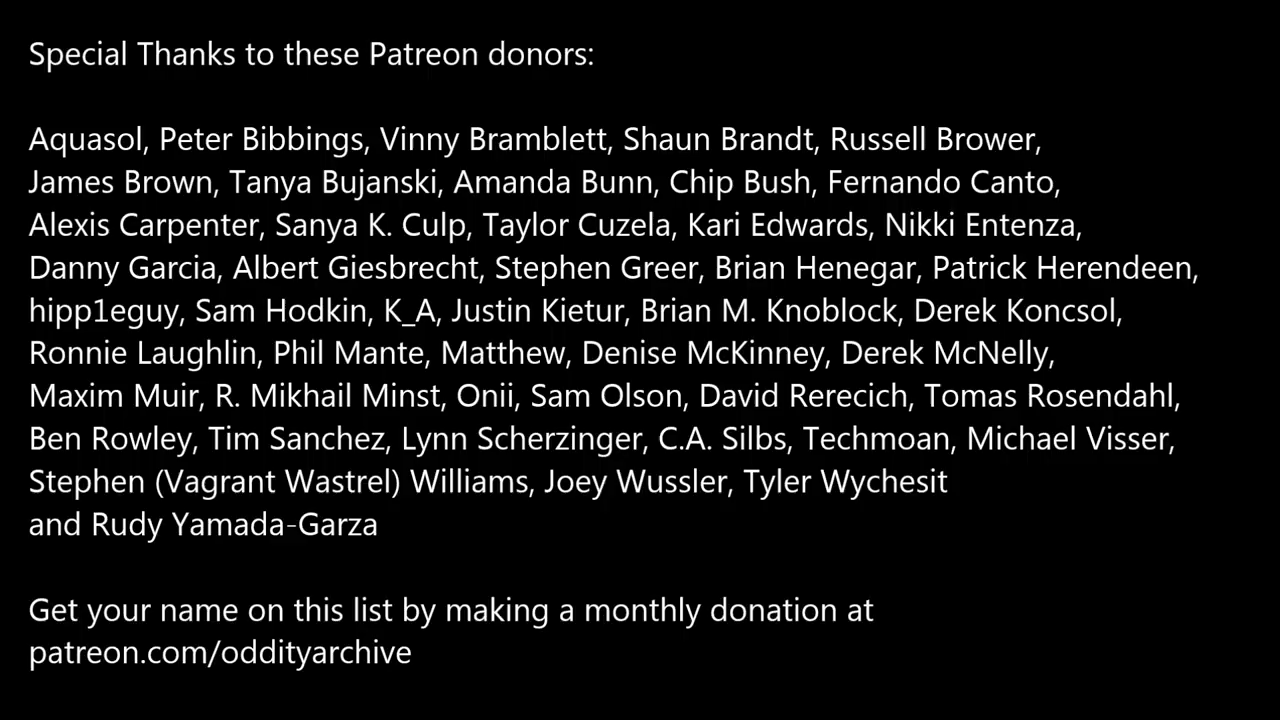 Special Thanks to these Patreon donors:
Aquasol, Peter Bibbings, Vinny Bramblett, Shaun Brandt, Russell Brower,
James Brown, Tanya Bujanski, Amanda Bunn, Chip Bush, Fernando Canto,
Alexis Carpenter, Sanya K. Culp, Taylor Cuzela, Kari Edwards, Nikki Entenza,
Danny Garcia, Albert Giesbrecht, Stephen Greer, Brian Henegar, Patrick Herendeen,
hipp1eguy, Sam Hodkin, K_A, Justin Kietur, Brian M. Knoblock, Derek Koncsol,
Ronnie Laughlin, Phil Mante, Matthew, Denise McKinney, Derek McNelly,
Maxim Muir, R. Mikhail Minst, Onii, Sam Olson, David Rerecich, Tomas Rosendahl,
Ben Rowley, Tim Sanchez, Lynn Scherzinger, C.A. Silbs, Techmoan, Michael Visser,
Stephen (Vagrant Wastrel) Williams, Joey Wussler, Tyler Wychesit
and Rudy Yamada-Garza
Get your name on this list by making a monthly donation at
patreon.com/oddityarchive